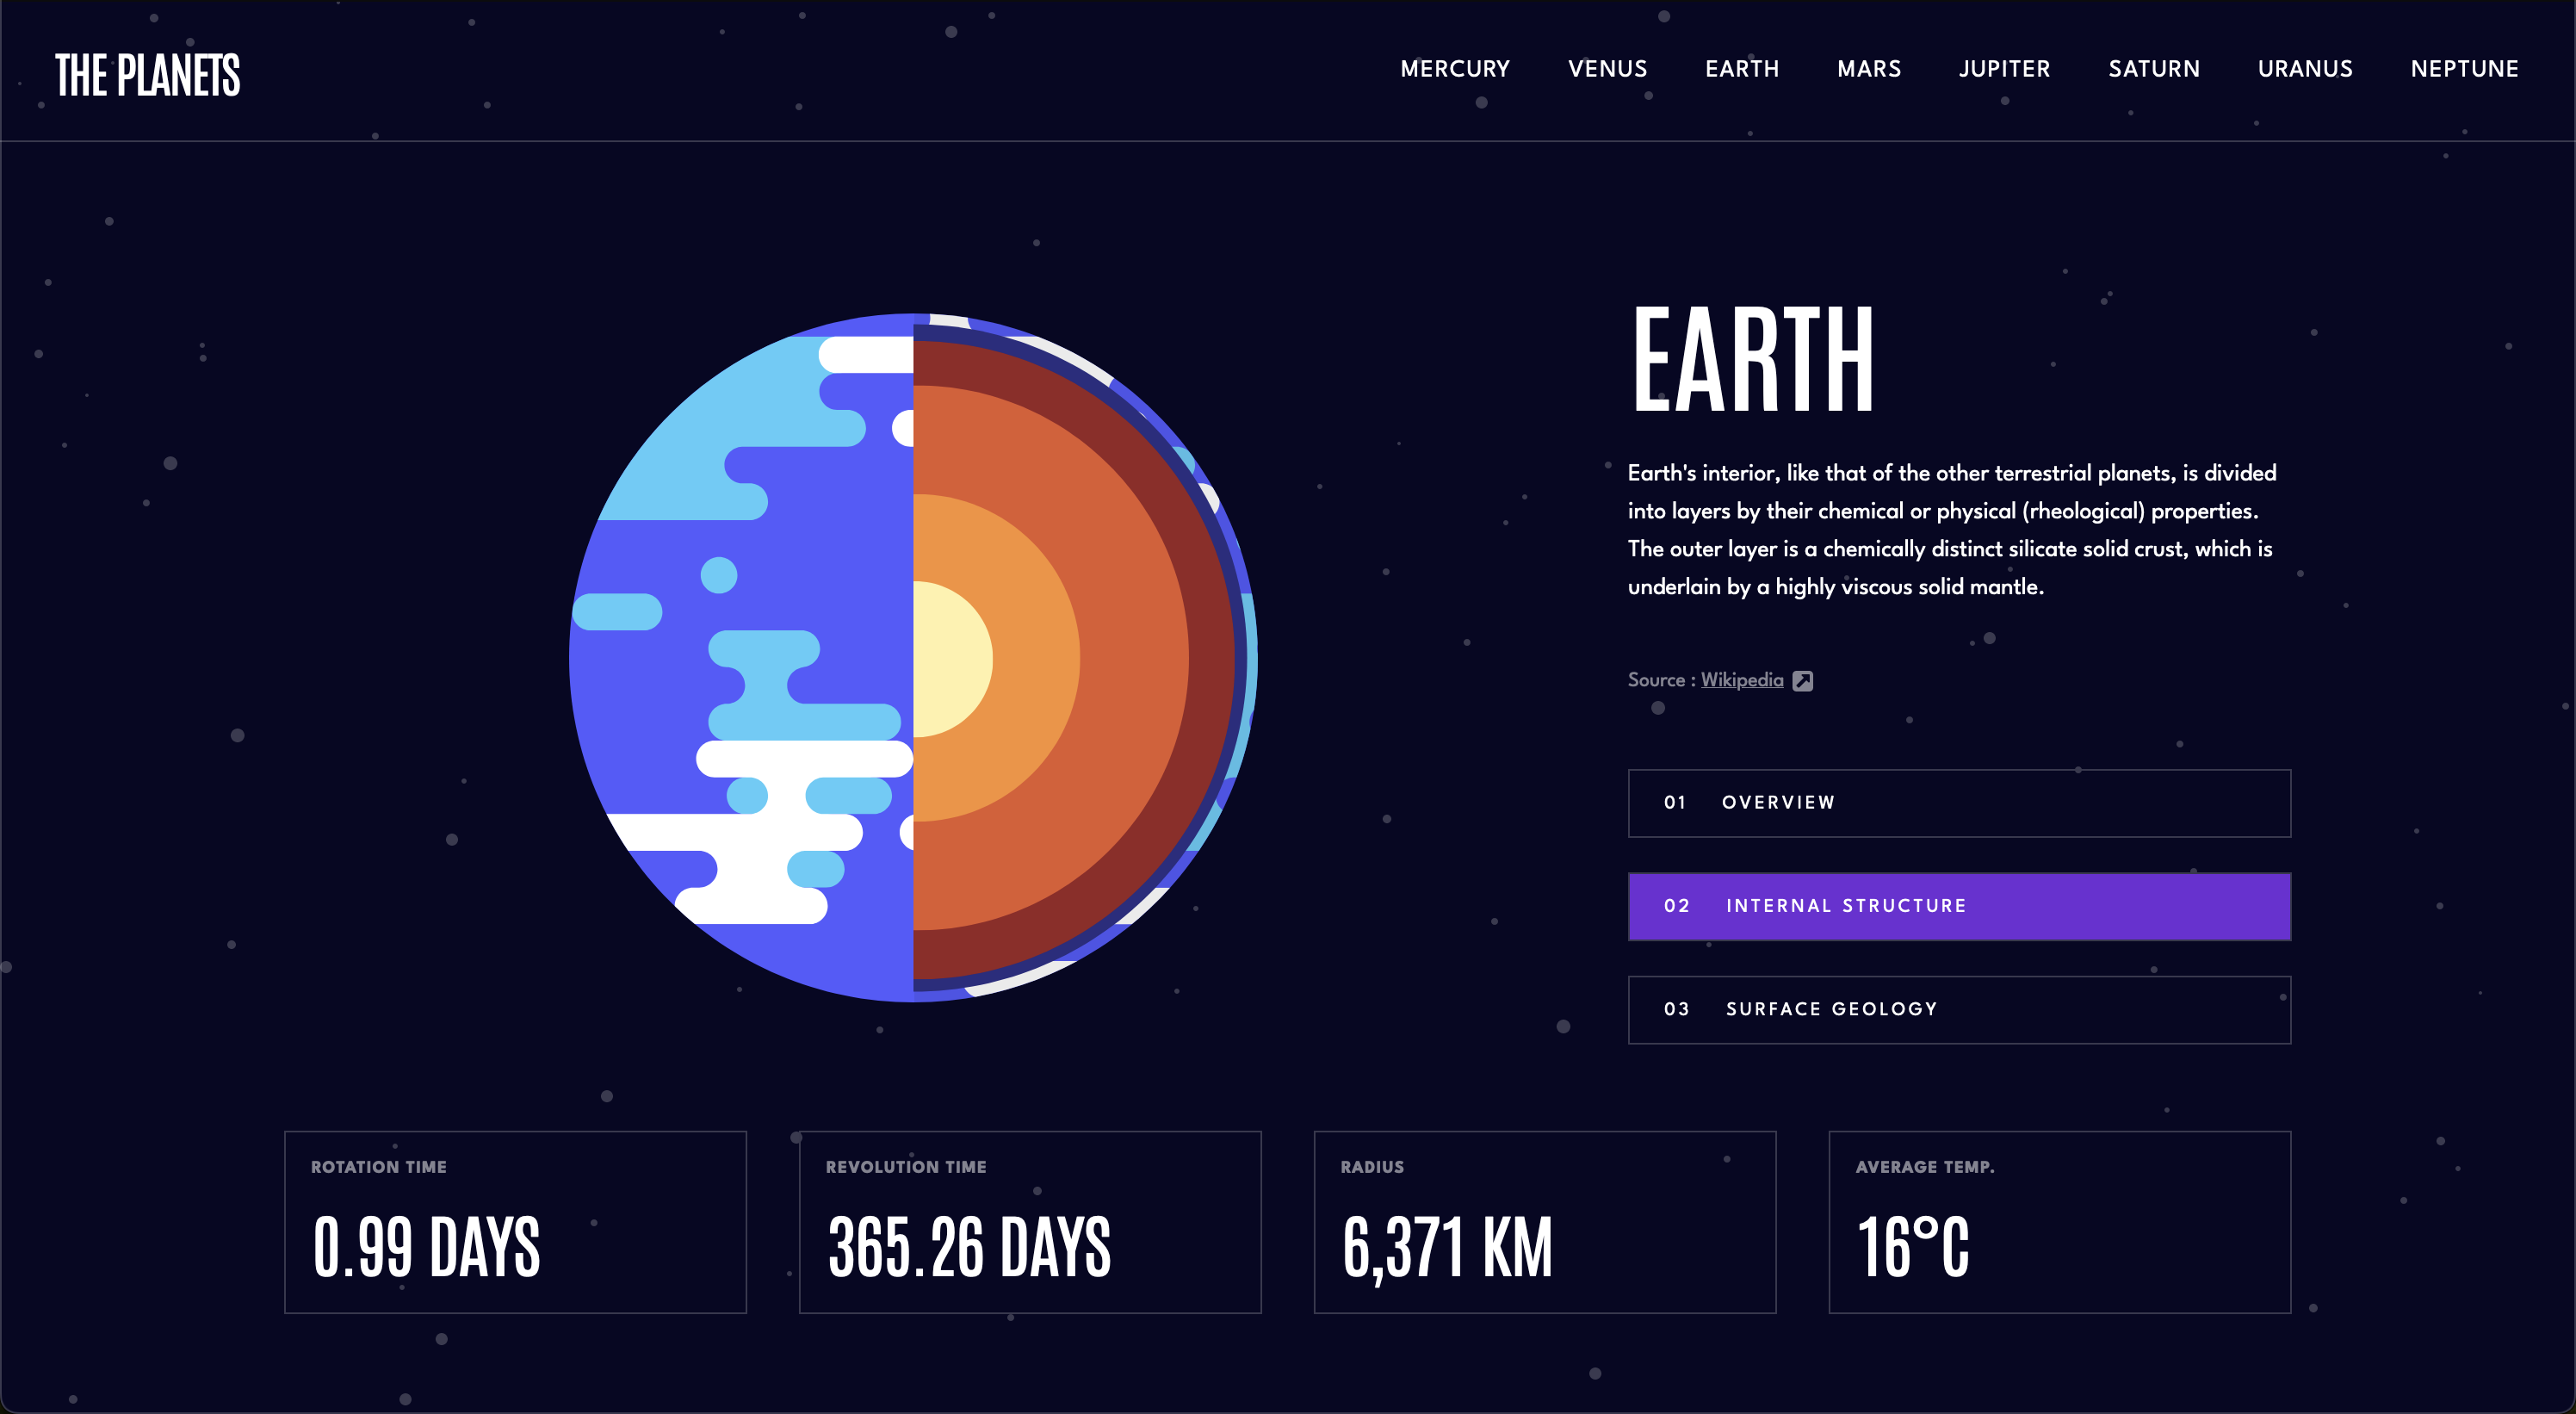 THE PLANETS
MERCURY VENUS EARTH MARS JUPITER SATURN URANUS NEPTUNE
EARTH
Earth's interior, like that of the other terrestrial planets, is divided
into layers by their chemical or physical (rheological) properties.
The outer layer is a chemically distinct silicate solid crust, which is
underlain by a highly viscous solid mantle.
Source : Wikipedia
01 OVERVIEW
02 INTERNAL STRUCTURE
03 SURFACE GEOLOGY
ROTATION TIME
0.99 DAYS
REVOLUTION TIME
365.26 DAYS
RADIUS
6,371 KM
AVERAGE TEMP.
16°C